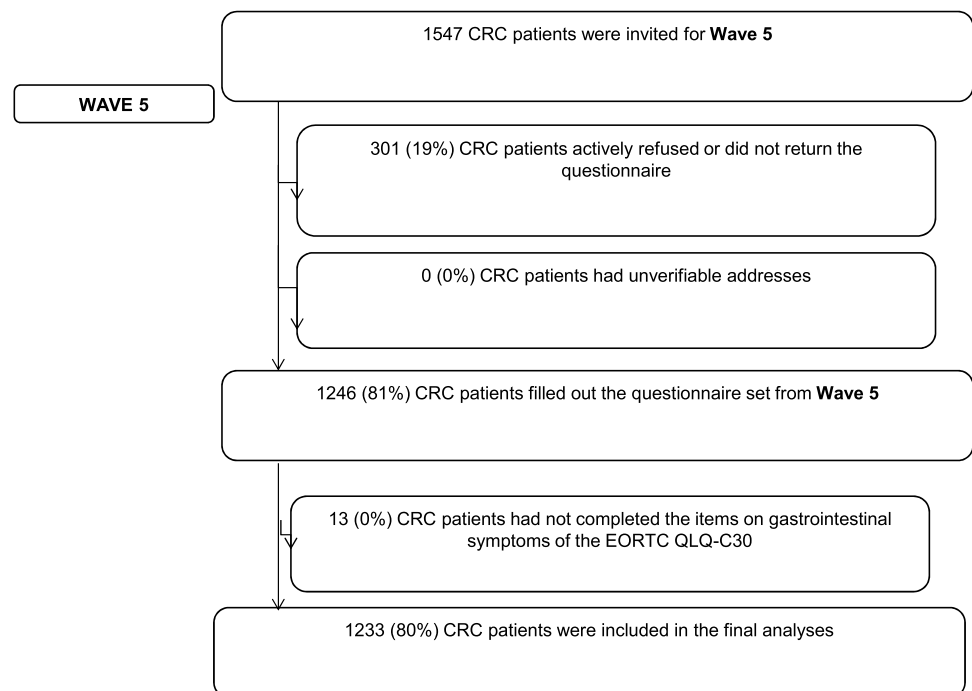 1547 CRC patients were invited for Wave 5
WAVE 5
301 (19%) CRC patients actively refused or did not return the
questionnaire
0 (0%) CRC patients had unverifiable addresses
1246 (81%) CRC patients filled out the questionnaire set from Wave 5
13 (0%) CRC patients had not completed the items on gastrointestinal
symptoms of the EORTC QLQ-C30
1233 (80%) CRC patients were included in the final analyses